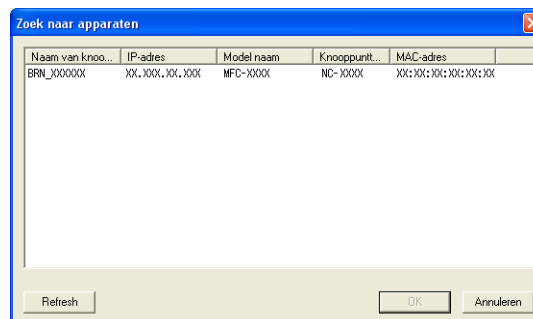 Zoek naar apparaten
Naam van knoo... IP-adres Model naam Knooppuntt... MAC-adres
BRN_XXXXXX XX.XXX.XX.XXX MFC-XXXX NC-XXXX XX:XX:XX:XX:XX:XX
Refresh OK Annuleren